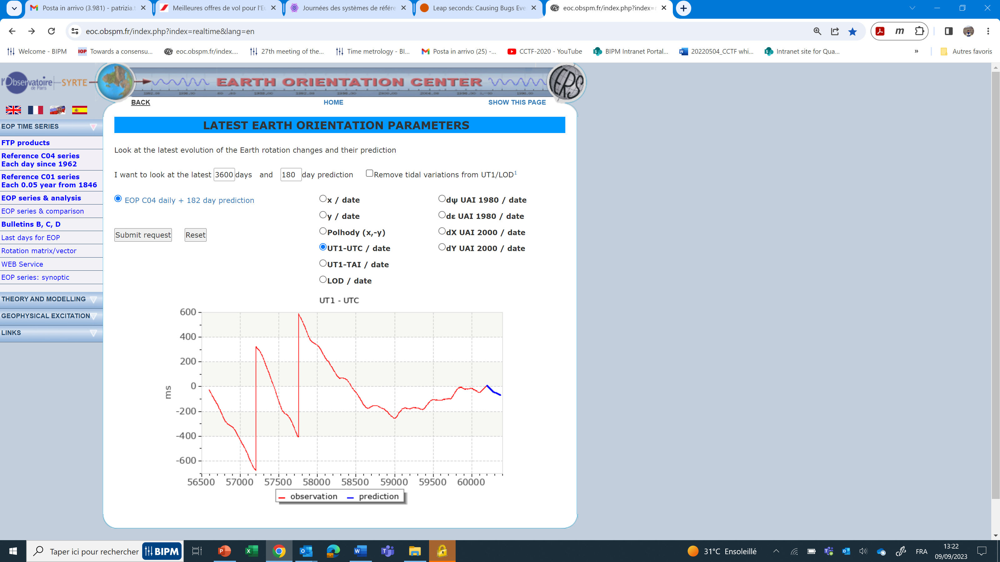 Posta in arrivo (3.981) - patrizia.t
Meilleures offres de vol pour l'Eu
Journées des systèmes de référe
Leap seconds: Causing Bugs Eve
eoc.obspm.fr/index.php?index=r
eoc.obspm.fr/index.php?index=realtime&lang=en
Welcome - BIPM
IOP Towards a consensu...
eoc.obspm.fr/index....
27th meeting of the...
Time metrology - BI...
Posta in arrivo (25) -...
CCTF-2020 - YouTube
BIPM Intranet Portal...
20220504_CCTF whi...
Intranet site for Qua...
»
Autres favoris
l'Observatoire de Paris
SYRTE
EARTH ORIENTATION CENTER
BACK
HOME
SHOW THIS PAGE
EOP TIME SERIES
FTP products
Reference C04 series
Each day since 1962
Reference C01 series
Each 0.05 year from 1846
EOP series & analysis
EOP series & comparison
Bulletins B, C, D
Last days for EOP
Rotation matrix/vector
WEB Service
EOP series: synoptic
THEORY AND MODELLING
GEOPHYSICAL EXCITATION
LINKS
LATEST EARTH ORIENTATION PARAMETERS
Look at the latest evolution of the Earth rotation changes and their prediction
I want to look at the latest 3600 days and 180 day prediction Remove tidal variations from UT1/LOD1
EOP C04 daily + 182 day prediction
Submit request Reset
x / date
y / date
Polhody (x,-y)
UT1-UTC / date
UT1-TAI / date
LOD / date
dψ UAI 1980 / date
dε UAI 1980 / date
dX UAI 2000 / date
dY UAI 2000 / date
UT1 - UTC
600
400
200
0
-200
-400
-600
ms
56500 57000 57500 58000 58500 59000 59500 60000
observation prediction
Taper ici pour rechercher
BIPM
31°C Ensoleillé
FRA
13:22
09/09/2023